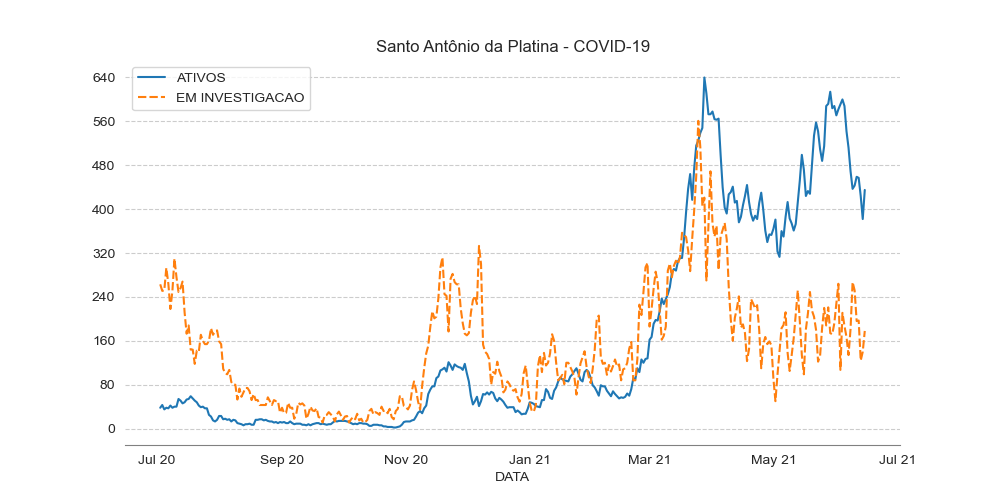 Santo Antônio da Platina - COVID-19
ATIVOS
EM INVESTIGACAO
640
560
480
400
320
240
160
80
0
Jul 20 Sep 20 Nov 20 Jan 21 Mar 21 May 21 Jul 21
DATA